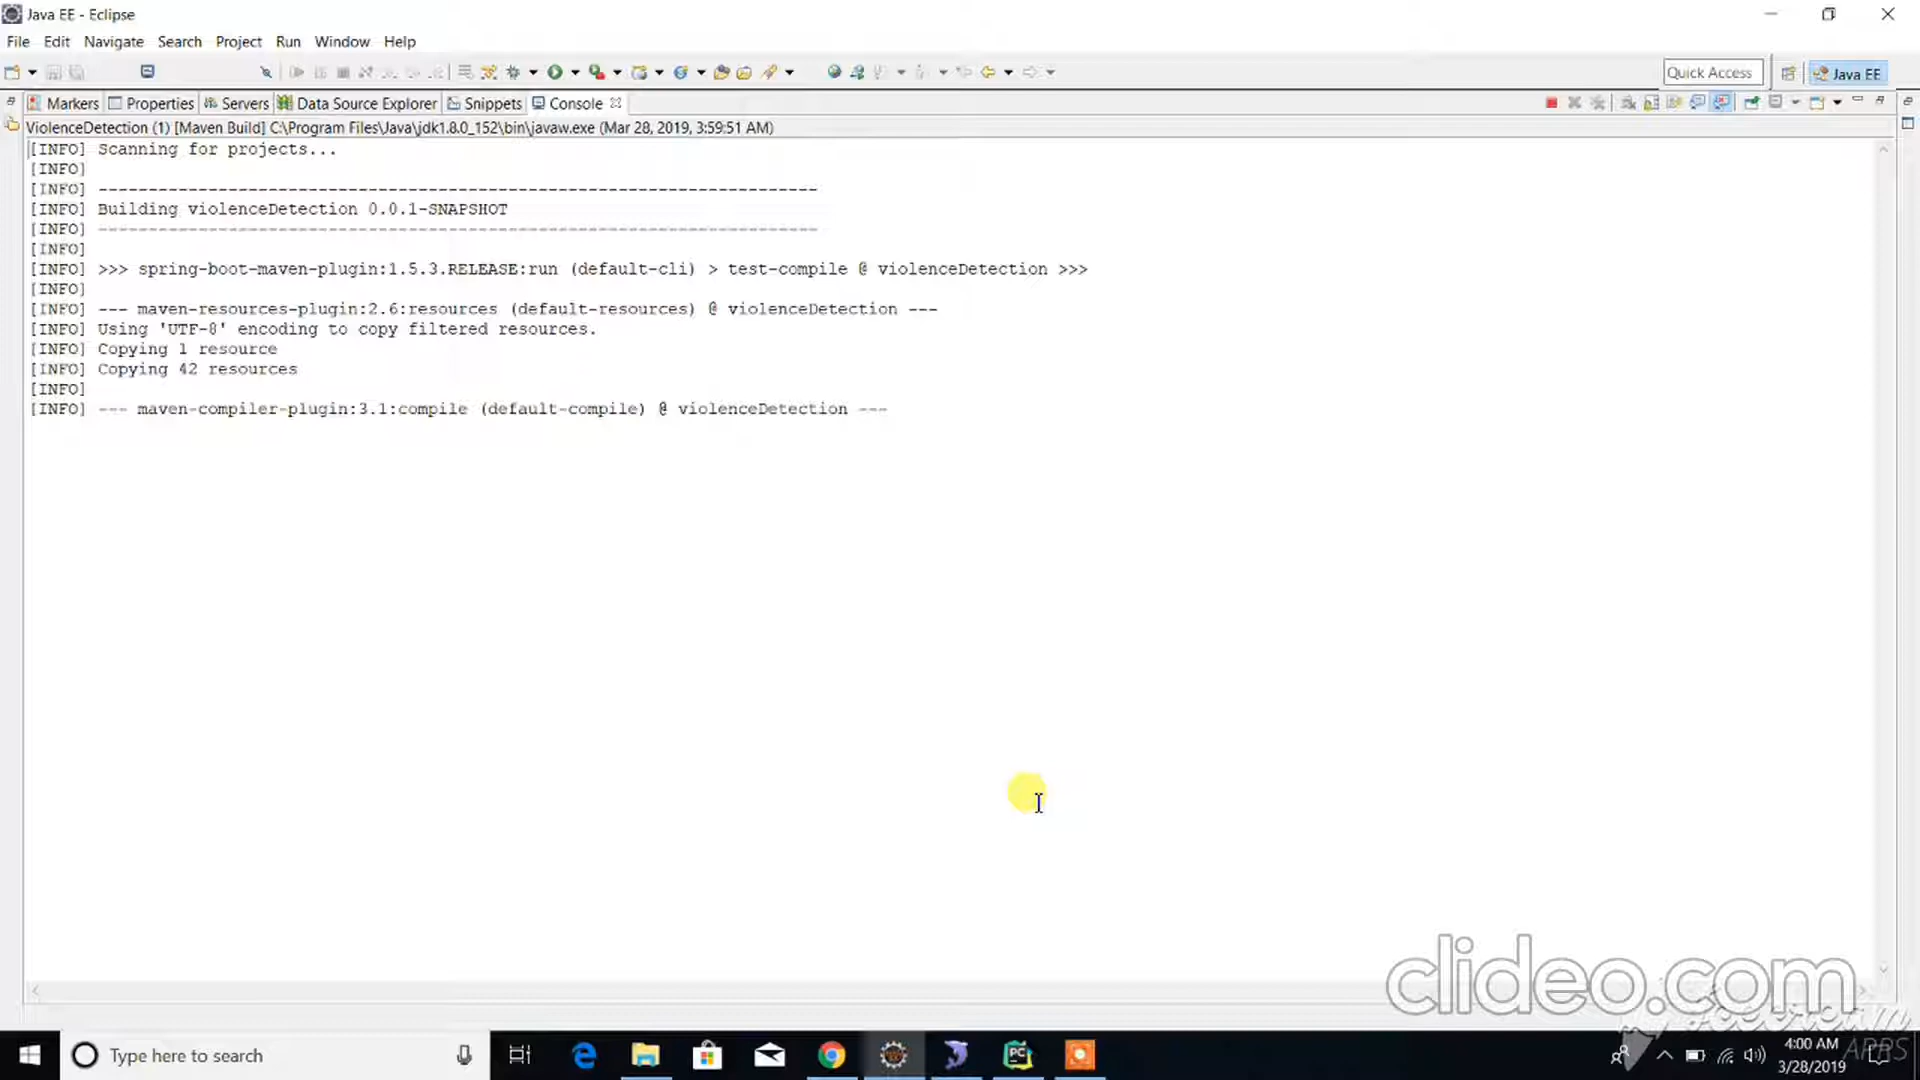 Java EE - Eclipse
File Edit Navigate Search Project Run Window Help
Quick Access
Java EE
Markers Properties Servers Data Source Explorer Snippets Console
ViolenceDetection (1) [Maven Build] C:\Program Files\Java\jdk1.8.0_152\bin\javaw.exe (Mar 28, 2019, 3:59:51 AM)
[INFO] Scanning for projects...
[INFO]
[INFO] ------------------------------------------------------------------------
[INFO] Building violenceDetection 0.0.1-SNAPSHOT
[INFO] ------------------------------------------------------------------------
[INFO]
[INFO] >>> spring-boot-maven-plugin:1.5.3.RELEASE:run (default-cli) > test-compile @ violenceDetection >>>
[INFO]
[INFO] --- maven-resources-plugin:2.6:resources (default-resources) @ violenceDetection ---
[INFO] Using 'UTF-8' encoding to copy filtered resources.
[INFO] Copying 1 resource
[INFO] Copying 42 resources
[INFO]
[INFO] --- maven-compiler-plugin:3.1:compile (default-compile) @ violenceDetection ---
clideo.com
APPS
Type here to search
PC
4:00 AM
3/28/2019